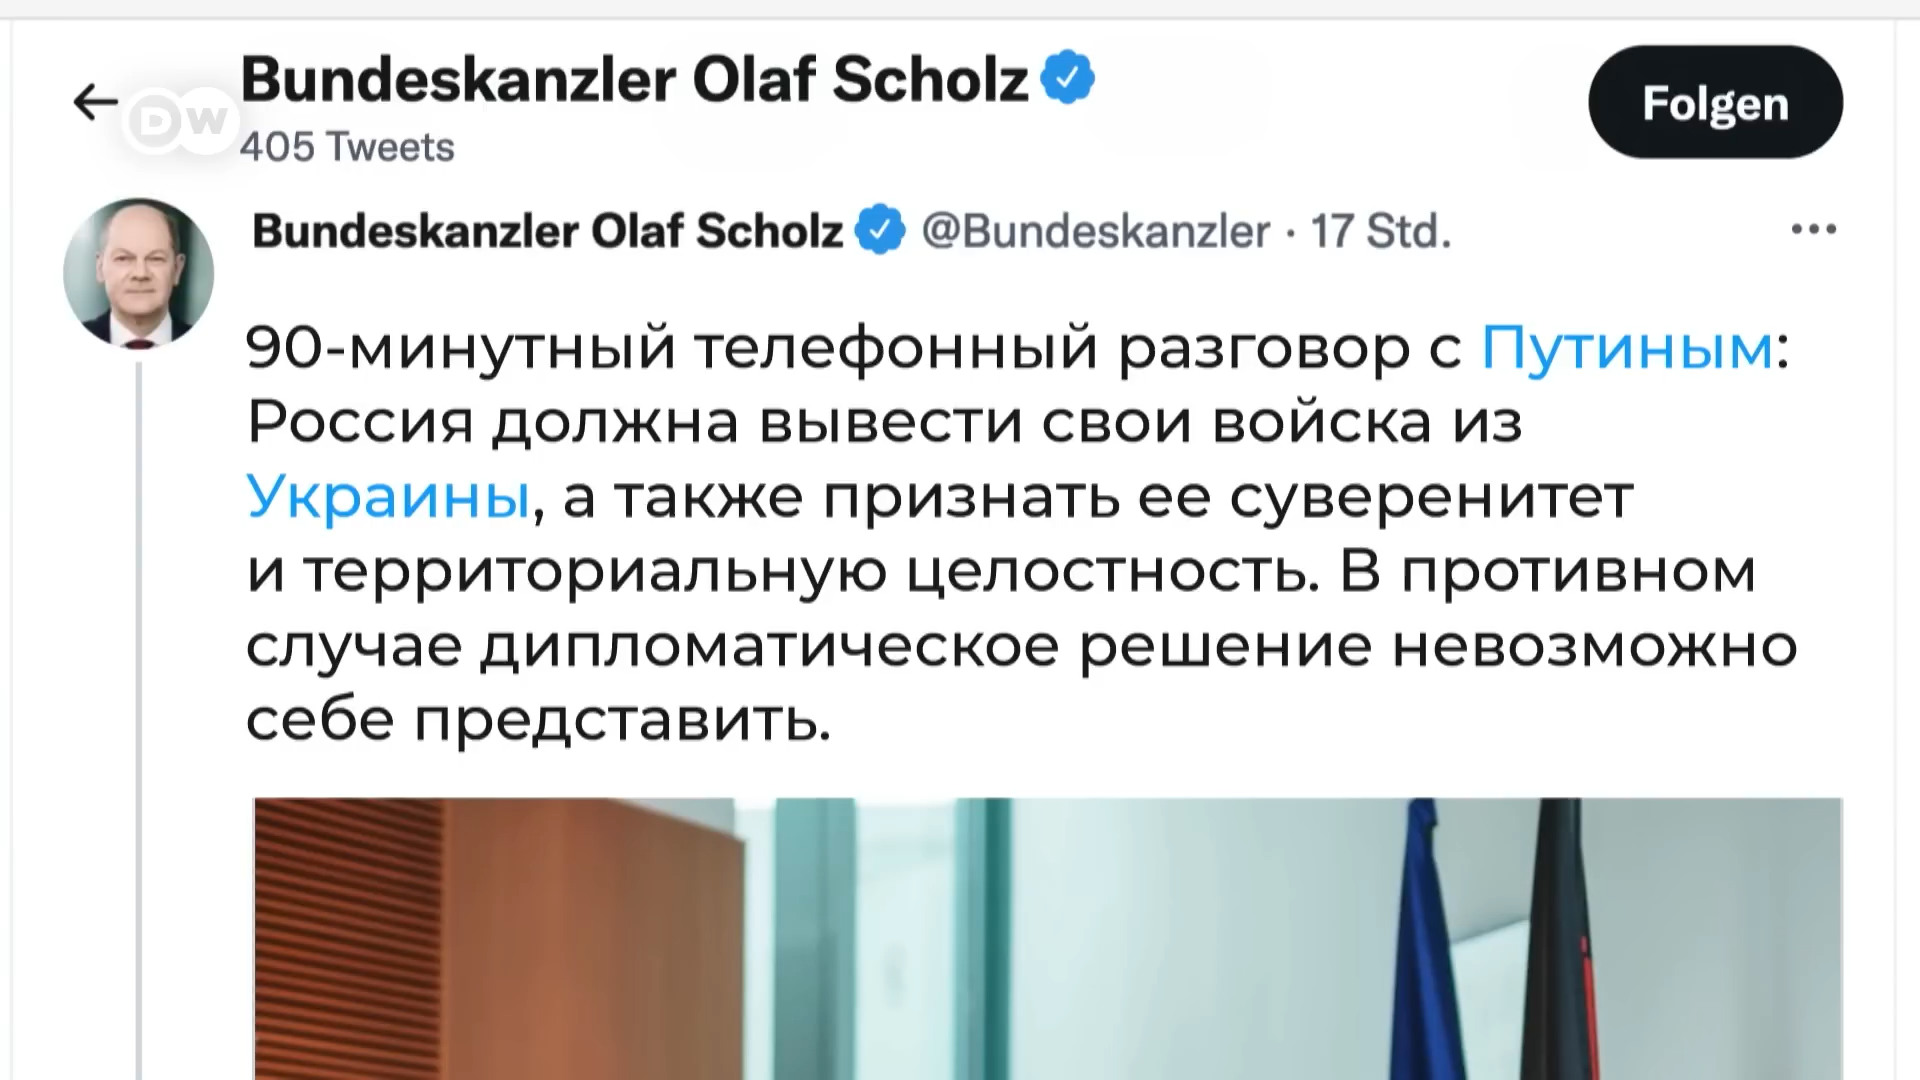 Bundeskanzler Olaf Scholz
DW
405 Tweets
Folgen
Bundeskanzler Olaf Scholz @Bundeskanzler · 17 Std.
90-минутный телефонный разговор с Путиным:
Россия должна вывести свои войска из
Украины, а также признать ее суверенитет
и территориальную целостность. В противном
случае дипломатическое решение невозможно
себе представить.